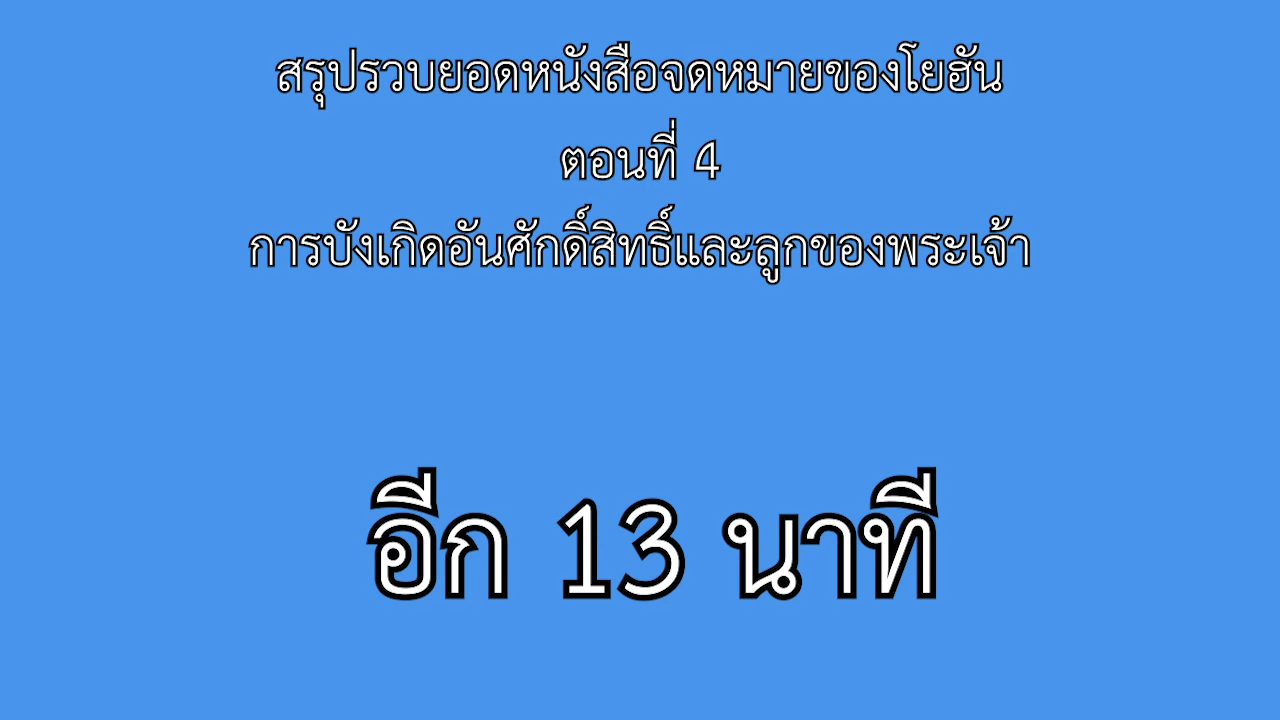 สรุปรวบยอดหนังสือจดหมายของโยฮัน
ตอนที่ 4
การบังเกิดอันศักดิ์สิทธิ์และลูกของพระเจ้า
อีก 13 นาที